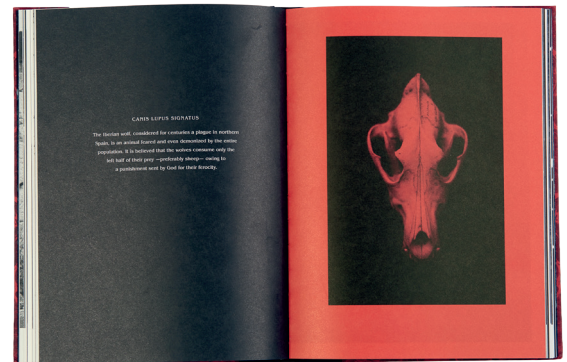 CANIS LUPUS SIGNATUS
The Iberian wolf, considered for centuries a plague in northern
Spain, is an animal feared and even demonized by the entire
population. It is believed that the wolves consume only the
left half of their prey —preferably sheep— owing to
a punishment sent by God for their ferocity.